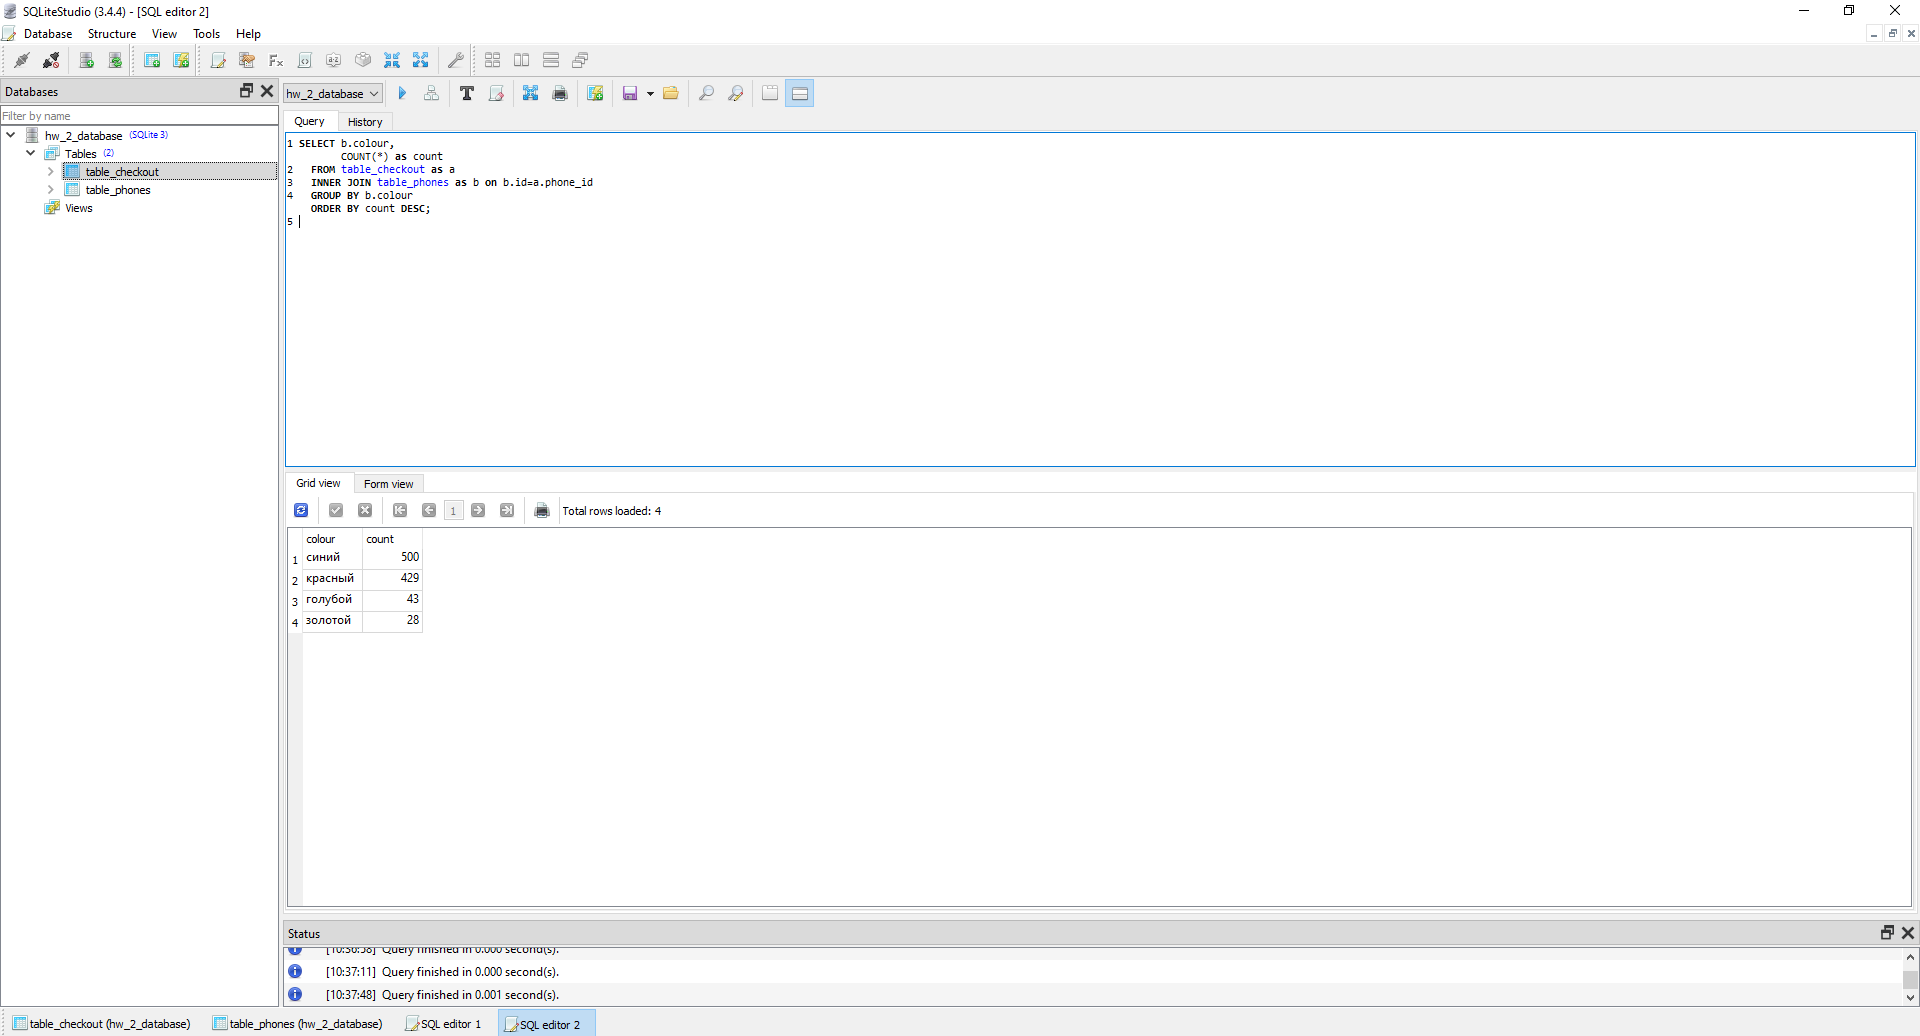 SQLiteStudio (3.4.4) - [SQL editor 2]
Database Structure View Tools Help
Databases
Filter by name
hw_2_database (SQLite 3)
Tables (2)
table_checkout
table_phones
Views
hw_2_database
Query History
1 SELECT b.colour,
COUNT(*) as count
2 FROM table_checkout as a
3 INNER JOIN table_phones as b on b.id=a.phone_id
4 GROUP BY b.colour
ORDER BY count DESC;
5
Grid view Form view
1 Total rows loaded: 4
colour count
1 синий 500
2 красный 429
3 голубой 43
4 золотой 28
Status
[10:36:58] Query finished in 0.000 second(s).
[10:37:11] Query finished in 0.000 second(s).
[10:37:48] Query finished in 0.001 second(s).
table_checkout (hw_2_database) table_phones (hw_2_database) SQL editor 1 SQL editor 2